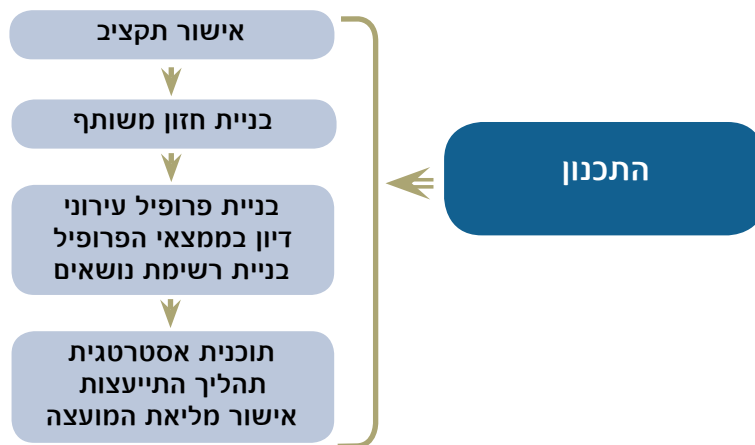 התכנון
אישור תקציב
בניית חזון משותף
בניית פרופיל עירוני
דיון בממצאי הפרופיל
בניית רשימת נושאים
תוכנית אסטרטגית
תהליך התייעצות
אישור מליאת המועצה